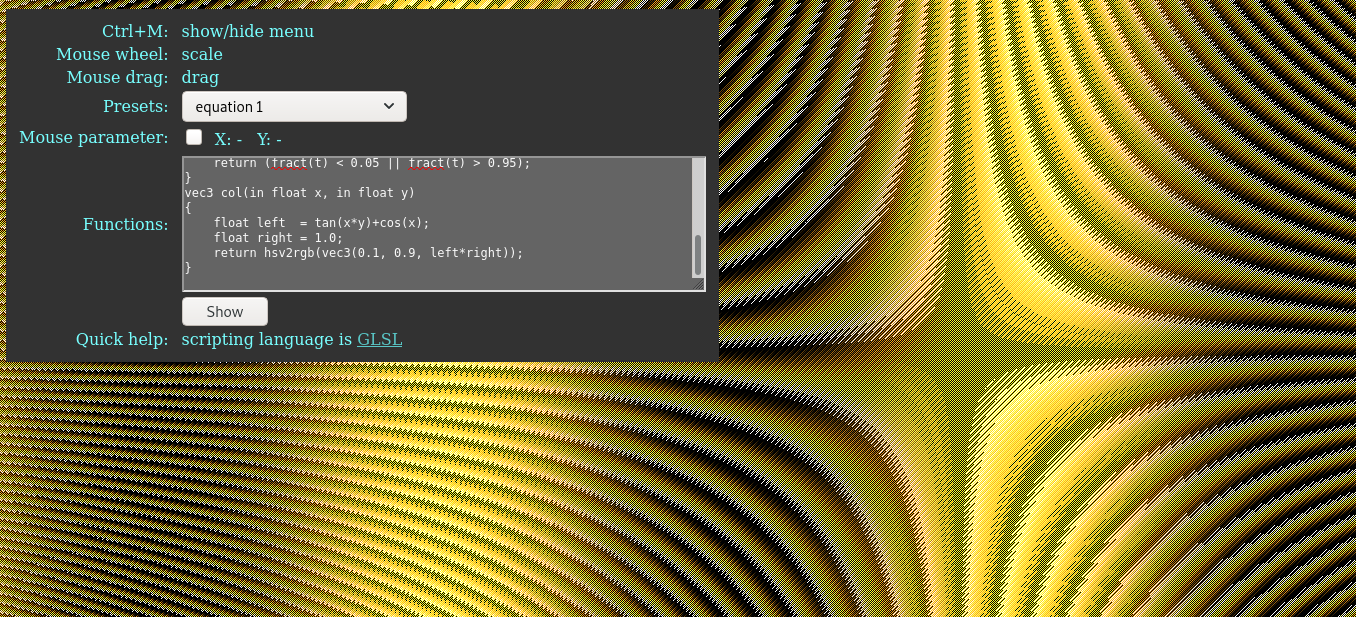 Ctrl+M: show/hide menu
Mouse wheel: scale
Mouse drag: drag
Presets: equation 1
Mouse parameter: X: - Y: -
Functions:
    return (fract(t) < 0.05 || fract(t) > 0.95);
}
vec3 col(in float x, in float y)
{
    float left  = tan(x*y)+cos(x);
    float right = 1.0;
    return hsv2rgb(vec3(0.1, 0.9, left*right));
}
Show
Quick help: scripting language is GLSL